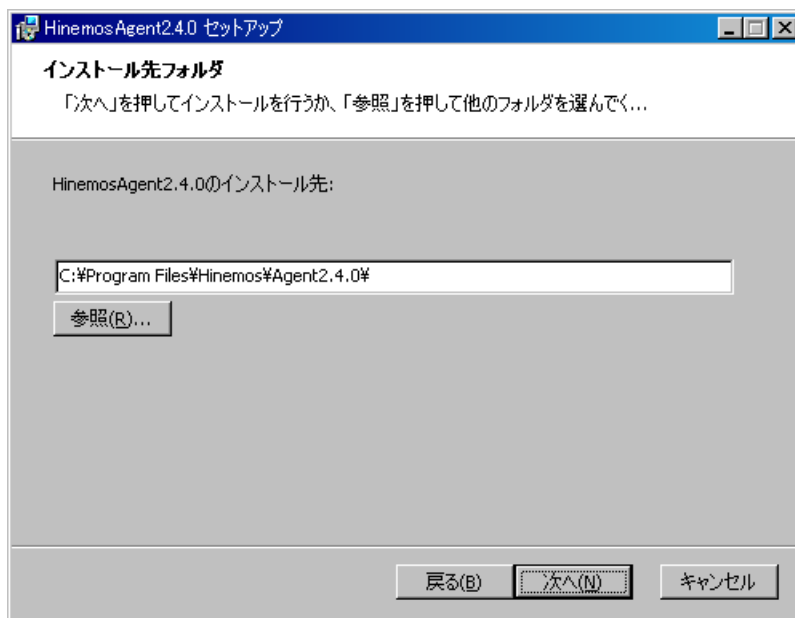 HinemosAgent2.4.0 セットアップ
インストール先フォルダ
「次へ」を押してインストールを行うか、「参照」を押して他のフォルダを選んでく...
HinemosAgent2.4.0のインストール先:
C:¥Program Files¥Hinemos¥Agent2.4.0¥
参照(R)...
戻る(B) 次へ(N) キャンセル